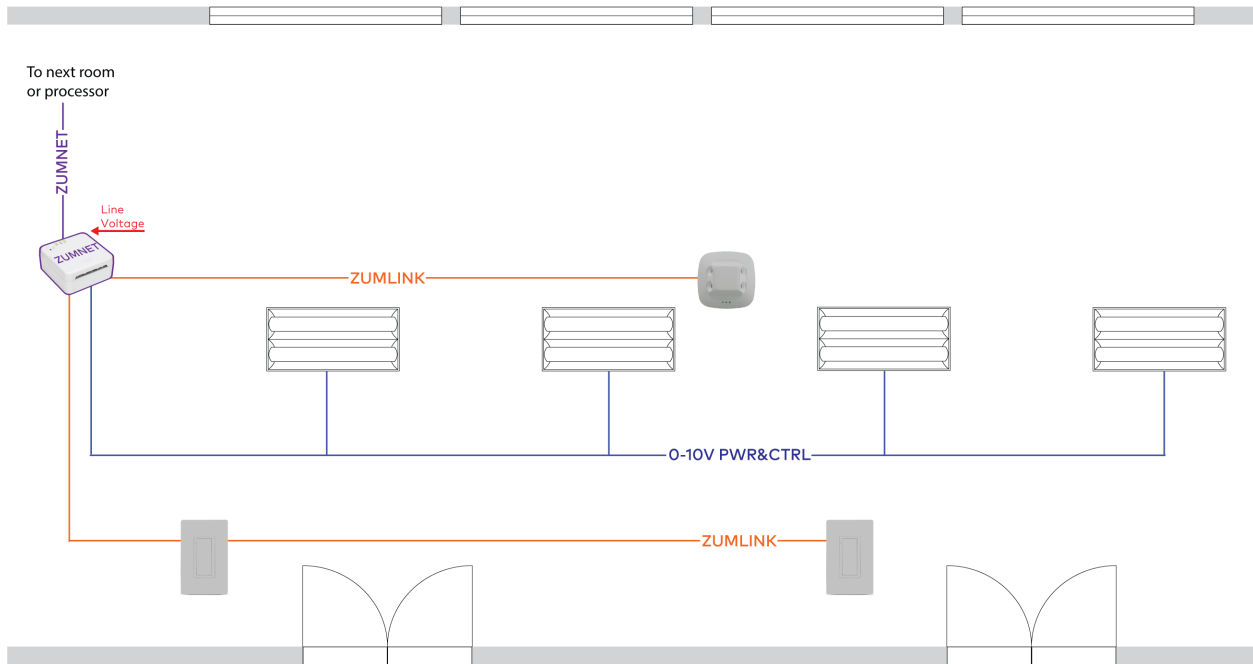 To next room
or processor
ZUMNET
Line
Voltage
ZUMNET
ZUMLINK
0-10V PWR&CTRL
ZUMLINK